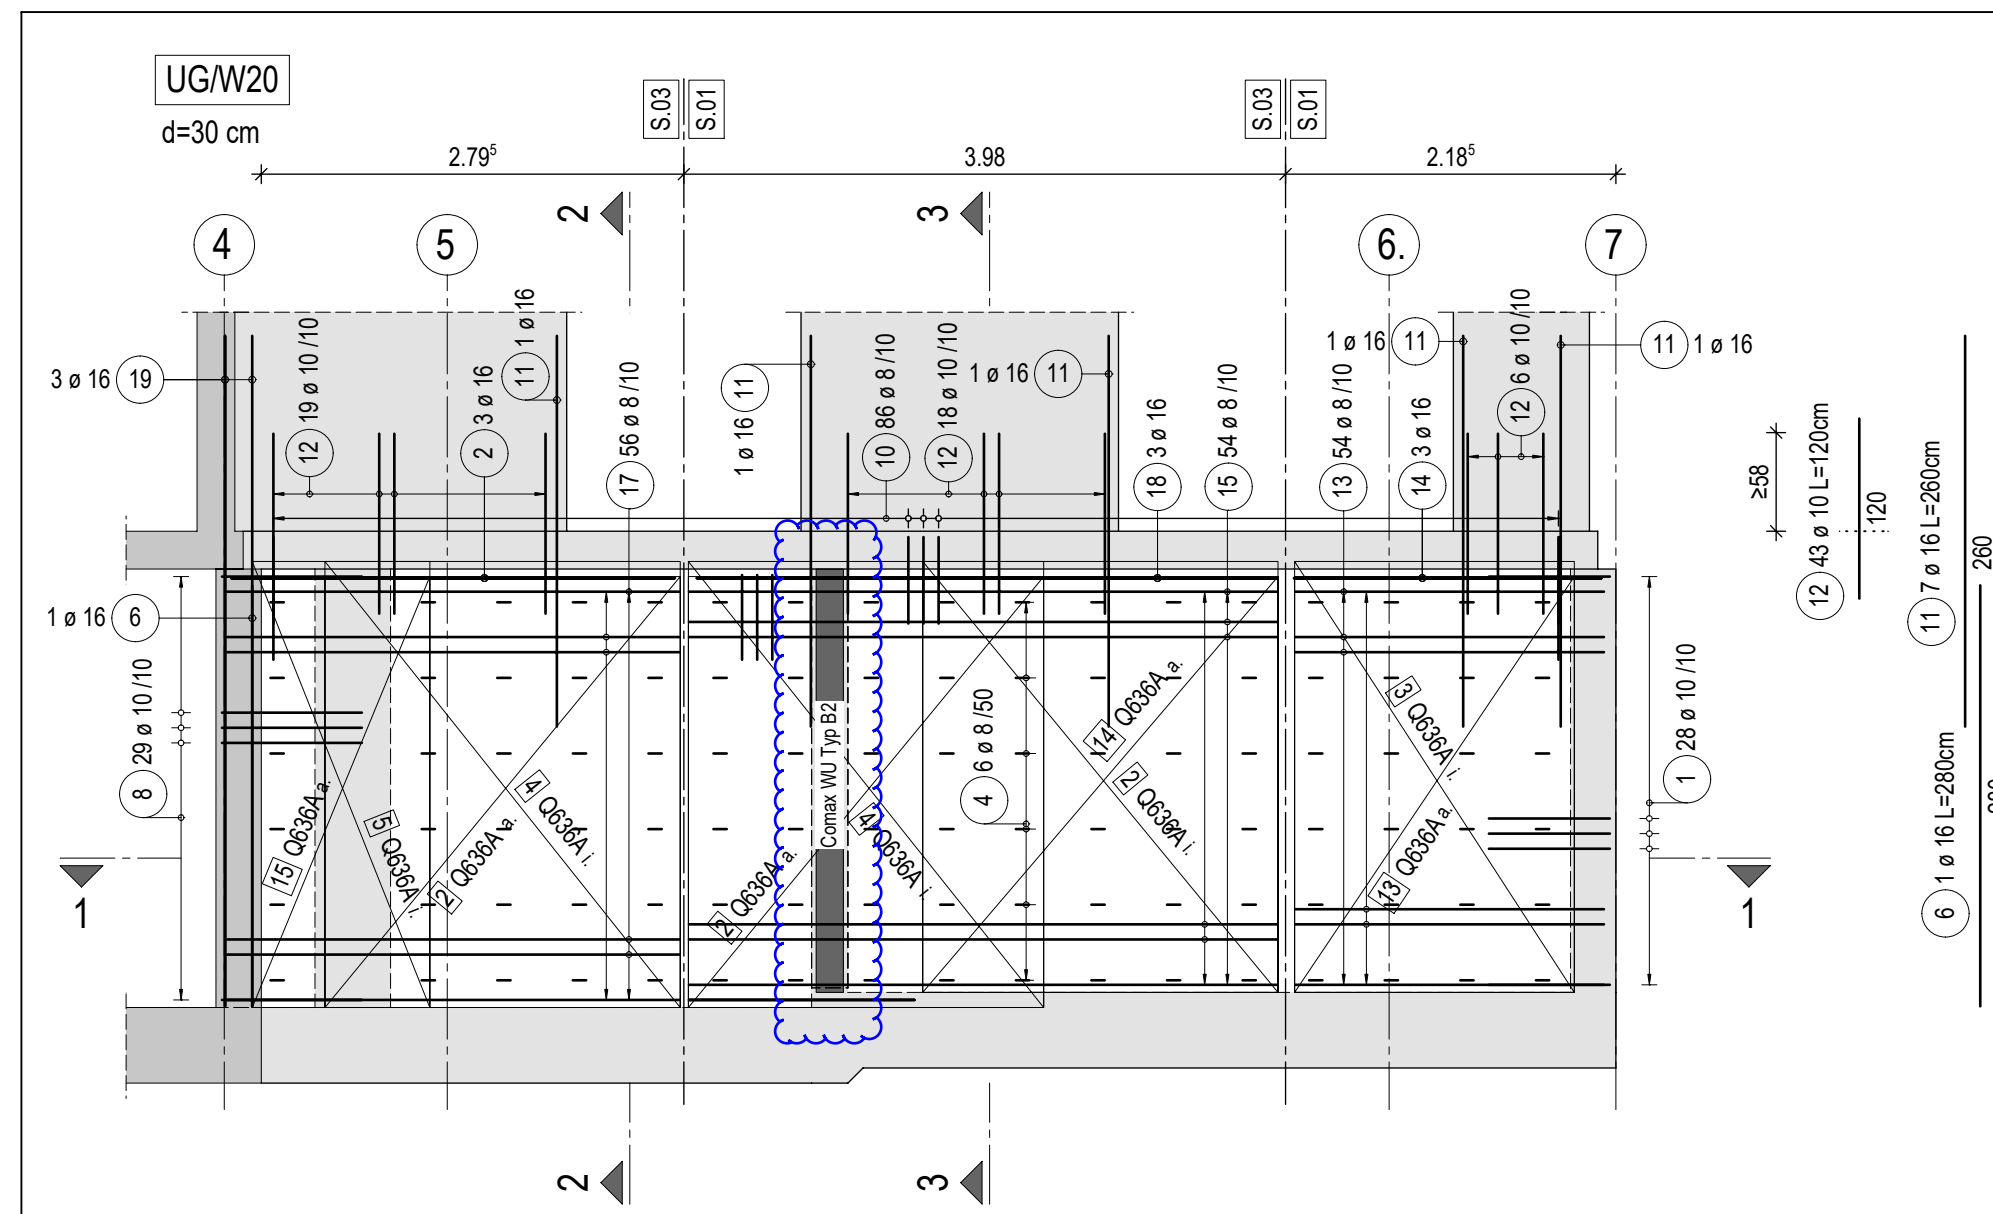 UG/W20
d=30 cm
S.03
S.01
S.03
S.01
2.79⁵
3.98
2.18⁵
2
3
4
5
6.
7
3 ø 16 19
12 19 ø 10 /10
2 3 ø 16
11 1 ø 16
17 56 ø 8 /10
1 ø 16 11
10 86 ø 8 /10
12 18 ø 10 /10
1 ø 16 11
18 3 ø 16
15 54 ø 8 /10
13 54 ø 8 /10
1 ø 16 11
14 3 ø 16
12 6 ø 10 /10
11 1 ø 16
≥58
12 43 ø 10 L=120cm
120
11 7 ø 16 L=260cm
260
1 ø 16 6
8 29 ø 10 /10
15 Q636A a.
5 Q636A i.
2 Q636A a.
4 Q636A i.
2 Q636A a.
Comax WU Typ B2
4 Q636A i.
4 6 ø 8 /50
14 Q636A a.
2 Q636A i.
3 Q636A i.
13 Q636A a.
1 28 ø 10 /10
6 1 ø 16 L=280cm
1
1
2
3